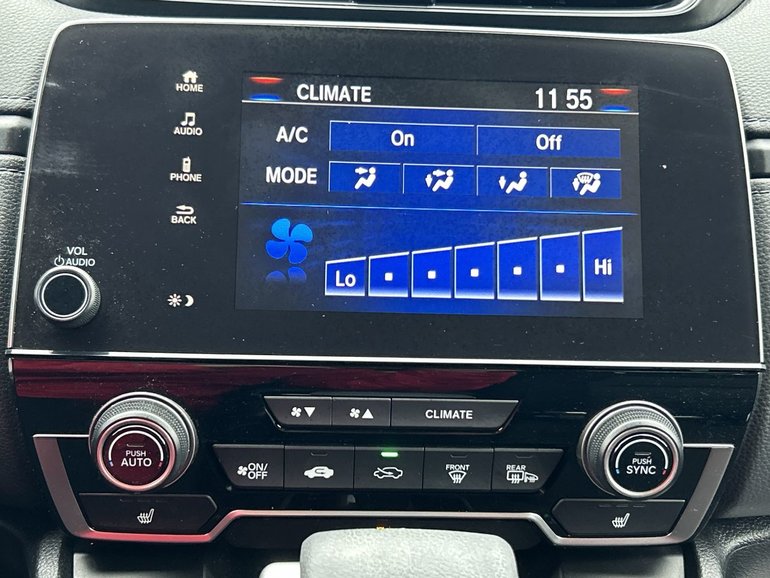 HOME
CLIMATE 11 55
AUDIO
A/C On Off
PHONE
MODE
BACK
VOL
AUDIO
Lo Hi
CLIMATE
PUSH
AUTO
ON/
OFF
FRONT
REAR
PUSH
SYNC